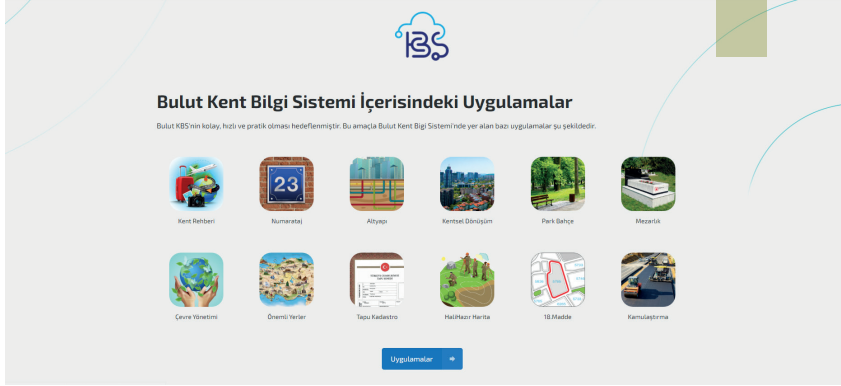 KBS
Bulut Kent Bilgi Sistemi İçerisindeki Uygulamalar
Bulut KBS'nin kolay, hızlı ve pratik olması hedeflenmiştir. Bu amaçla Bulut Kent Bigi Sistemi'nde yer alan bazı uygulamalar şu şekildedir.
23
Kent Rehberi
Numarataj
Altyapı
Kentsel Dönüşüm
Park Bahçe
Mezarlık
Çevre Yönetimi
Önemli Yerler
Tapu Kadastro
HaliHazır Harita
18.Madde
Kamulaştırma
Uygulamalar